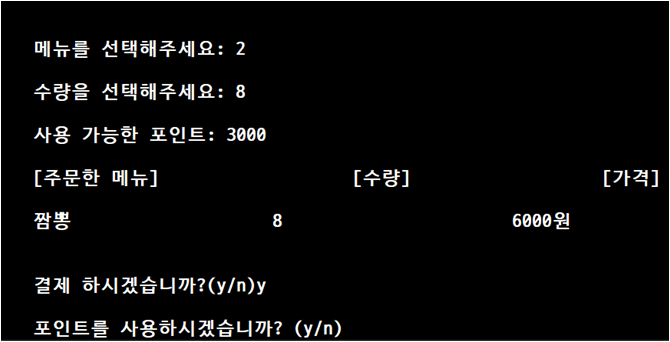 메뉴를 선택해주세요: 2
수량을 선택해주세요: 8
사용 가능한 포인트: 3000
[주문한 메뉴] [수량] [가격]
짬뽕 8 6000원
결제 하시겠습니까?(y/n)y
포인트를 사용하시겠습니까? (y/n)